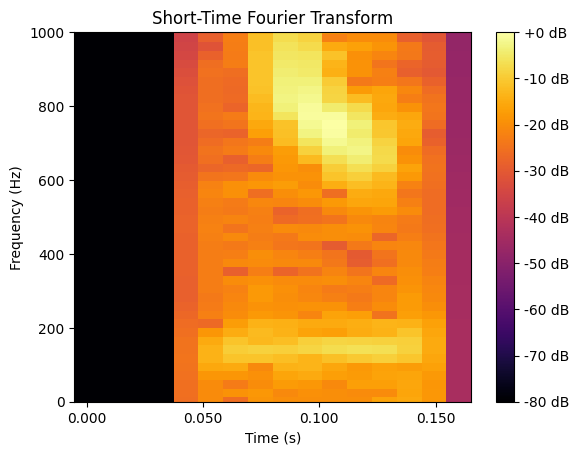 Short-Time Fourier Transform
1000
800
600
400
200
0
Frequency (Hz)
0.000
0.050
0.100
0.150
Time (s)
+0 dB
-10 dB
-20 dB
-30 dB
-40 dB
-50 dB
-60 dB
-70 dB
-80 dB